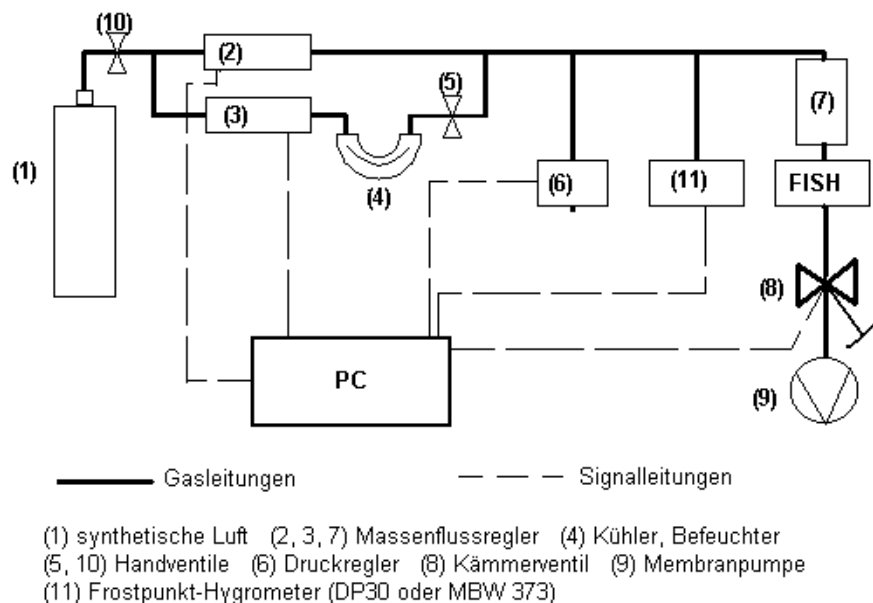 (10)
(2)
(5)
(3)
(7)
(1)
(4)
(6)
(11)
FISH
(8)
PC
(9)
Gasleitungen
Signalleitungen
(1) synthetische Luft (2, 3, 7) Massenflussregler (4) Kühler, Befeuchter
(5, 10) Handventile (6) Druckregler (8) Kämmerventil (9) Membranpumpe
(11) Frostpunkt-Hygrometer (DP30 oder MBW 373)